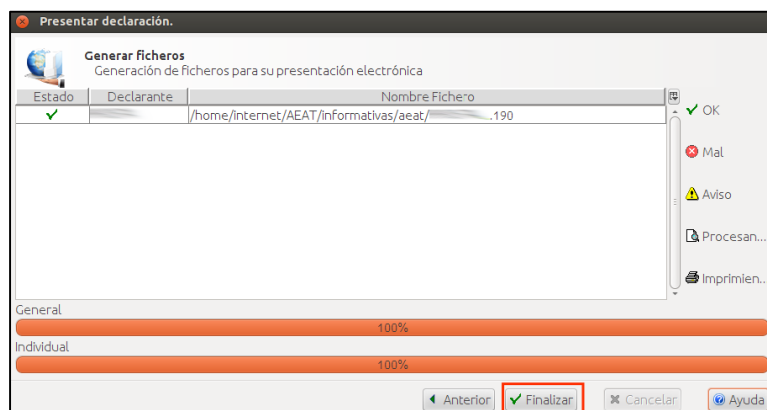 Presentar declaración.
Generar ficheros
Generación de ficheros para su presentación electrónica
Estado Declarante Nombre Fichero
/home/internet/AEAT/informativas/aeat/ .190
OK
Mal
Aviso
Procesan...
Imprimien...
General
100%
Individual
100%
Anterior Finalizar Cancelar Ayuda